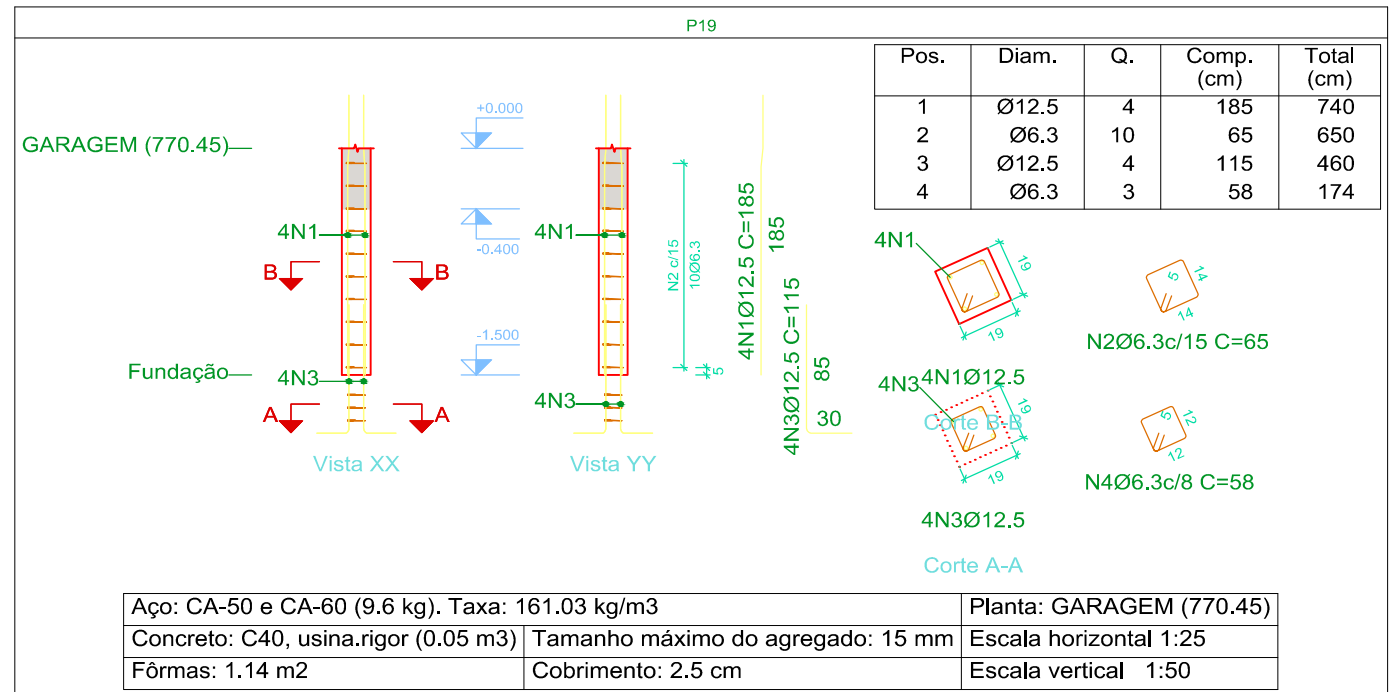 P19
Pos. Diam. Q. Comp. (cm) Total (cm)
1 Ø12.5 4 185 740
2 Ø6.3 10 65 650
3 Ø12.5 4 115 460
4 Ø6.3 3 58 174
GARAGEM (770.45)
Fundação
4N1
B B
4N3
A A
Vista XX
+0.000
-0.400
-1.500
4N1
4N3
Vista YY
N2 c/15
10Ø6.3
5
4N1Ø12.5 C=185
185
4N3Ø12.5 C=115
85
30
4N1
19
19
4N1Ø12.5
Corte B-B
5
14
14
N2Ø6.3c/15 C=65
4N3
19
19
4N3Ø12.5
Corte A-A
5
12
12
N4Ø6.3c/8 C=58
Aço: CA-50 e CA-60 (9.6 kg). Taxa: 161.03 kg/m3
Planta: GARAGEM (770.45)
Concreto: C40, usina.rigor (0.05 m3)
Tamanho máximo do agregado: 15 mm
Escala horizontal 1:25
Fôrmas: 1.14 m2
Cobrimento: 2.5 cm
Escala vertical 1:50